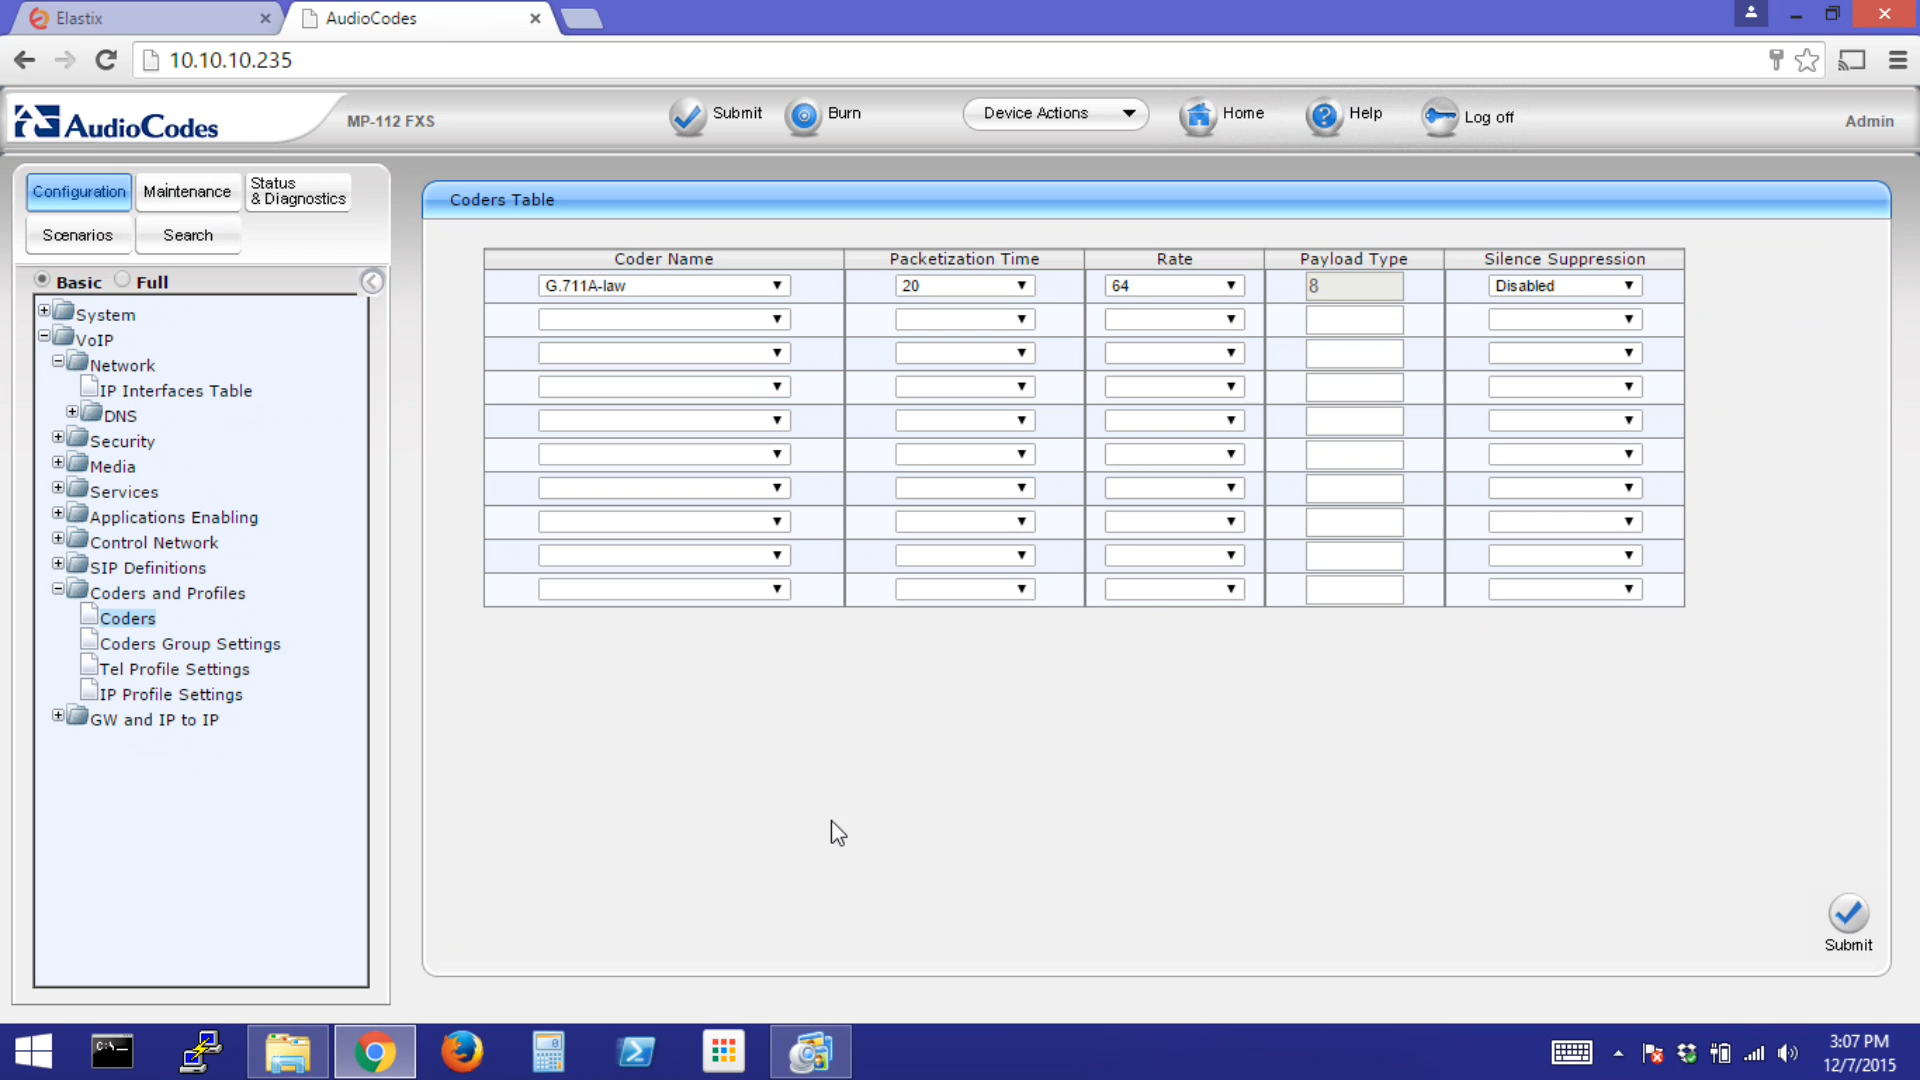 Elastix
AudioCodes
10.10.10.235
AudioCodes
MP-112 FXS
Submit
Burn
Device Actions
Home
Help
Log off
Admin
Configuration
Maintenance
Status
& Diagnostics
Scenarios
Search
Basic
Full
System
VoIP
Network
IP Interfaces Table
DNS
Security
Media
Services
Applications Enabling
Control Network
SIP Definitions
Coders and Profiles
Coders
Coders Group Settings
Tel Profile Settings
IP Profile Settings
GW and IP to IP
Coders Table
Coder Name Packetization Time Rate Payload Type Silence Suppression
G.711A-law 20 64 8 Disabled
Submit
3:07 PM
12/7/2015